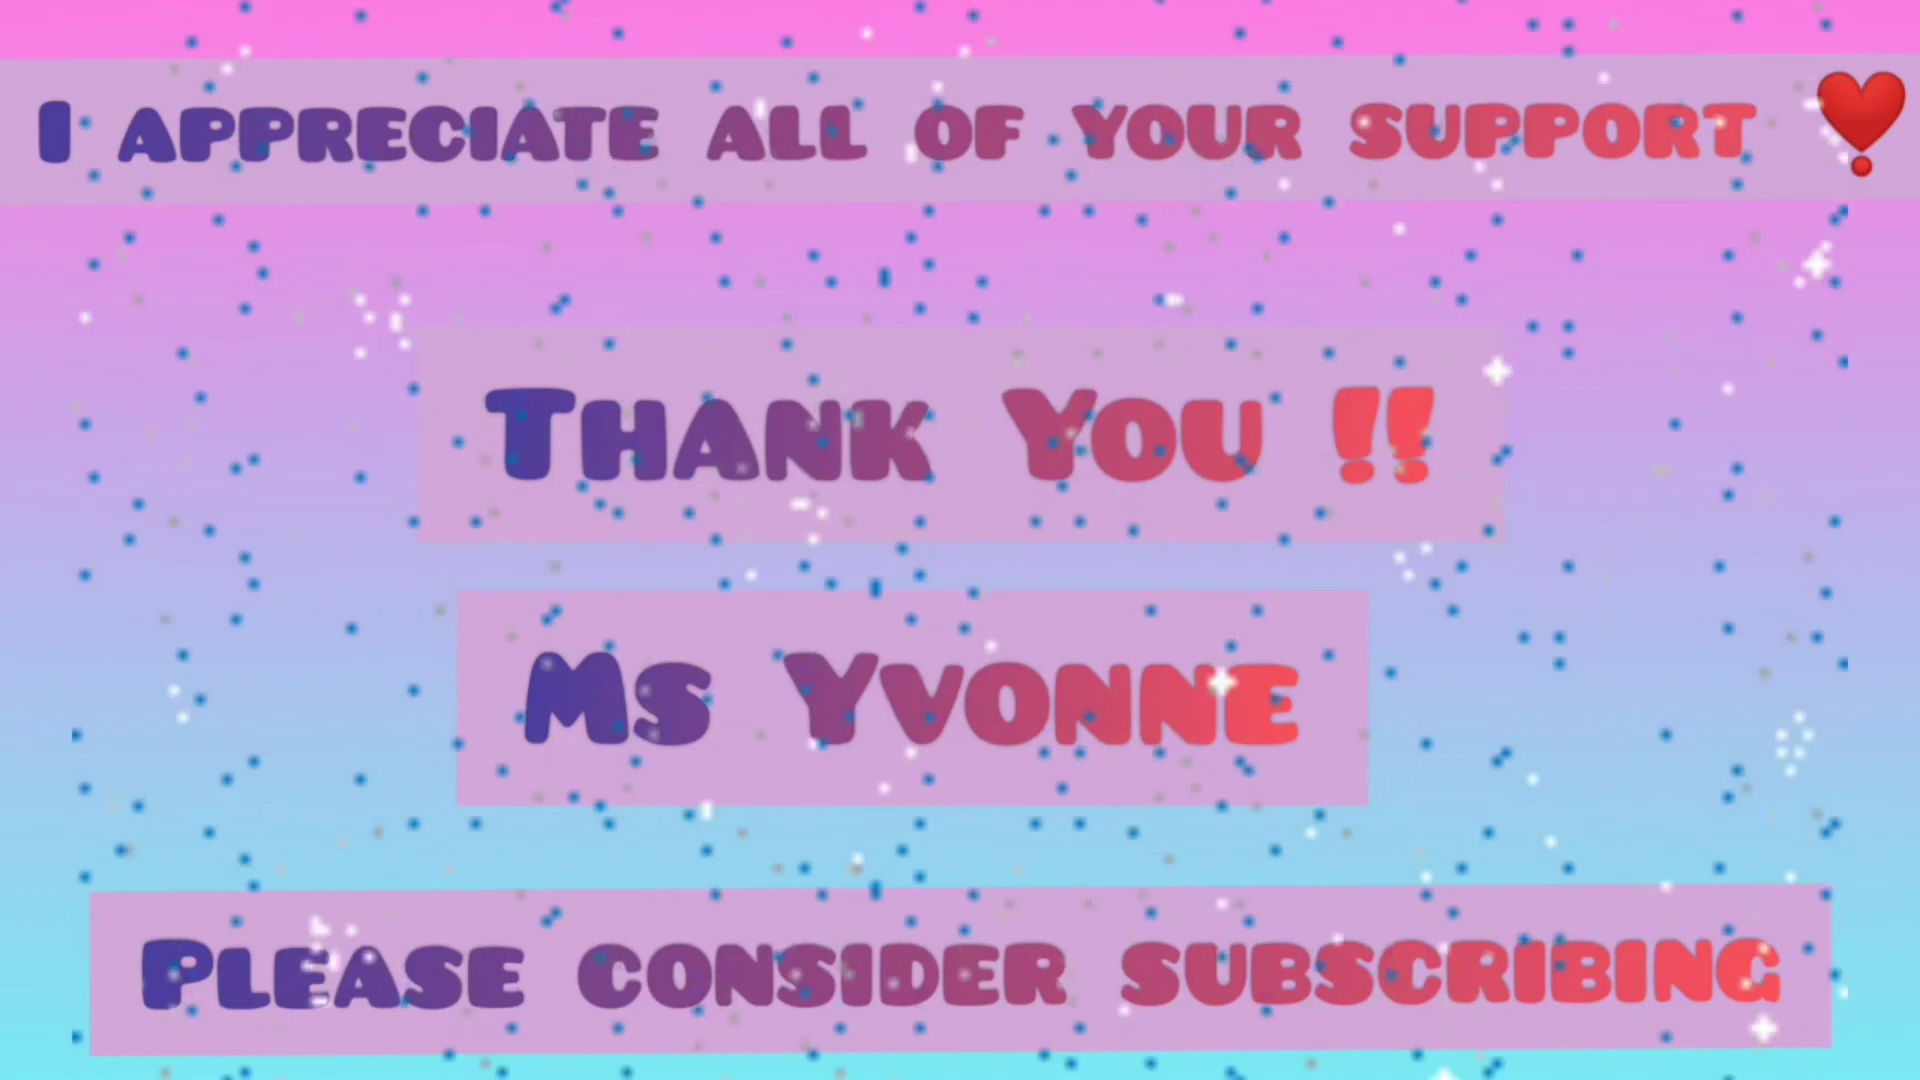 I appreciate all of your support ❣️
Thank You !!
Ms Yvonne
Please consider subscribing